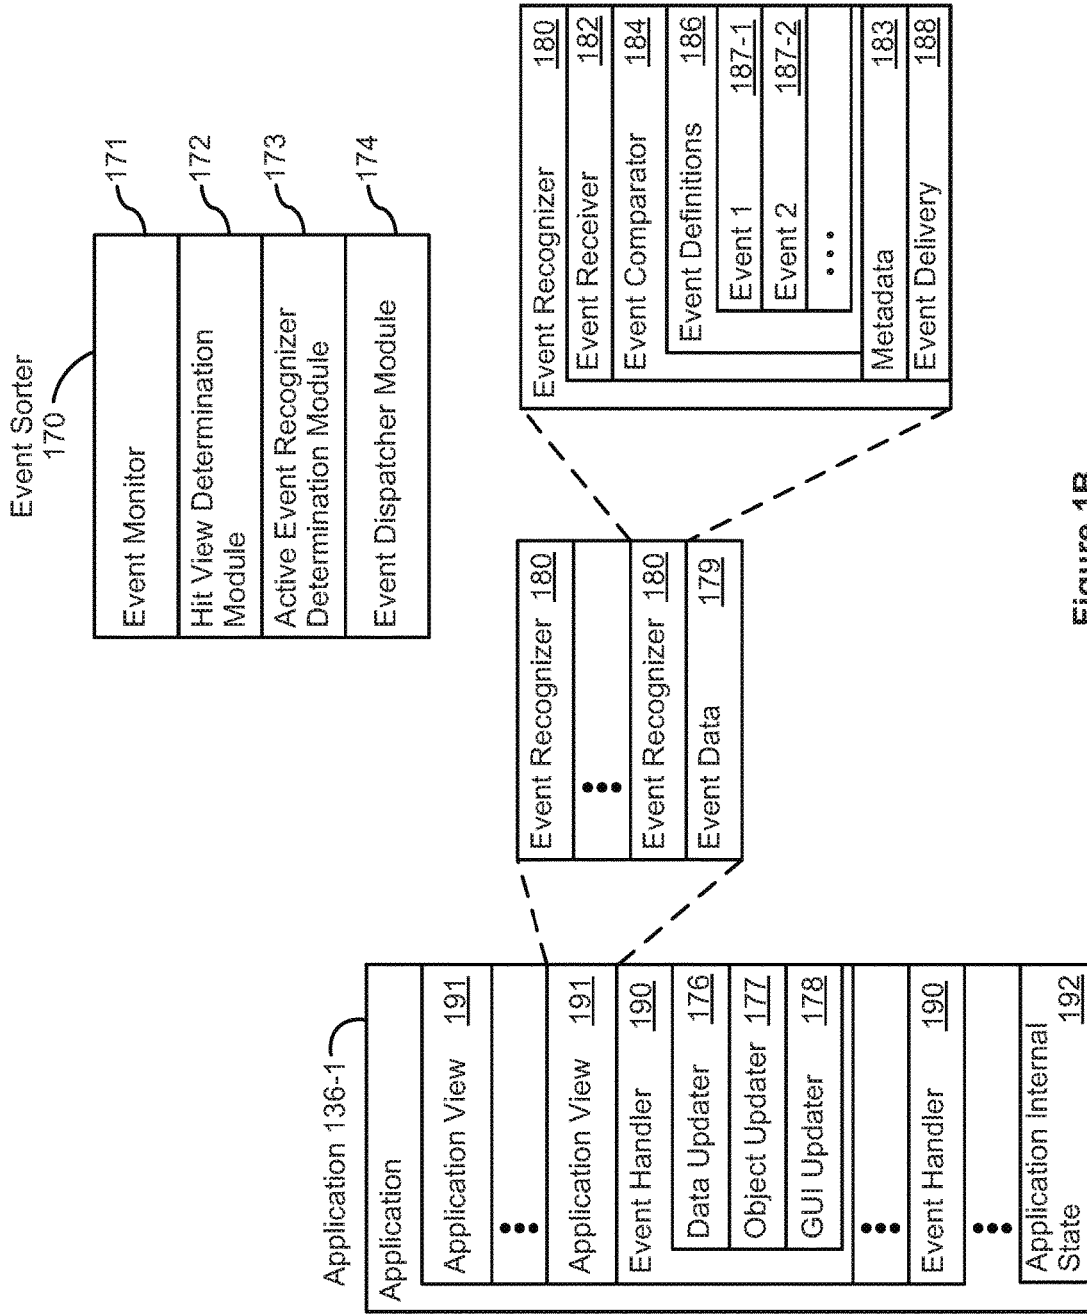 Event Sorter
170
Event Monitor
171
Hit View Determination
Module
172
Active Event Recognizer
Determination Module
173
Event Dispatcher Module
174
Application 136-1
Application
Application View 191
Application View 191
Event Handler 190
Data Updater 176
Object Updater 177
GUI Updater 178
Event Handler 190
Application Internal
State 192
Event Recognizer 180
Event Recognizer 180
Event Data 179
Event Recognizer 180
Event Receiver 182
Event Comparator 184
Event Definitions 186
Event 1 187-1
Event 2 187-2
Metadata 183
Event Delivery 188
Figure 1B